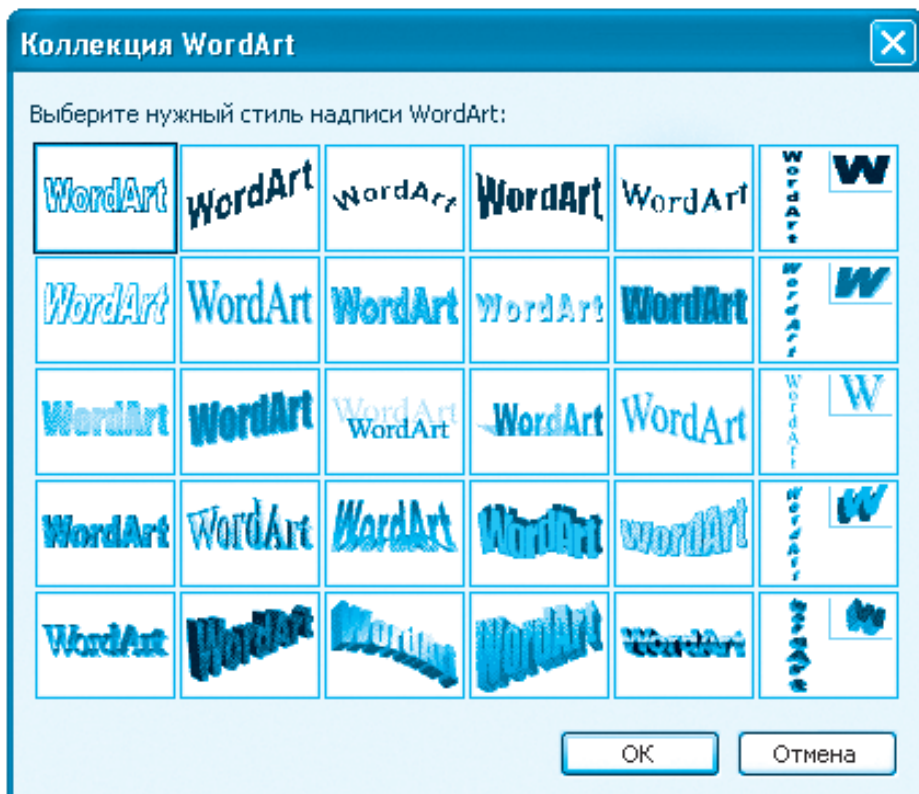 Коллекция WordArt
Выберите нужный стиль надписи WordArt:
WordArt WordArt WordArt WordArt WordArt WordArt W
WordArt WordArt WordArt WordArt WordArt WordArt W
WordArt WordArt WordArt WordArt WordArt WordArt WordArt W
WordArt WordArt WordArt WordArt WordArt WordArt W
WordArt WordArt WordArt WordArt WordArt WordArt W
ОК Отмена